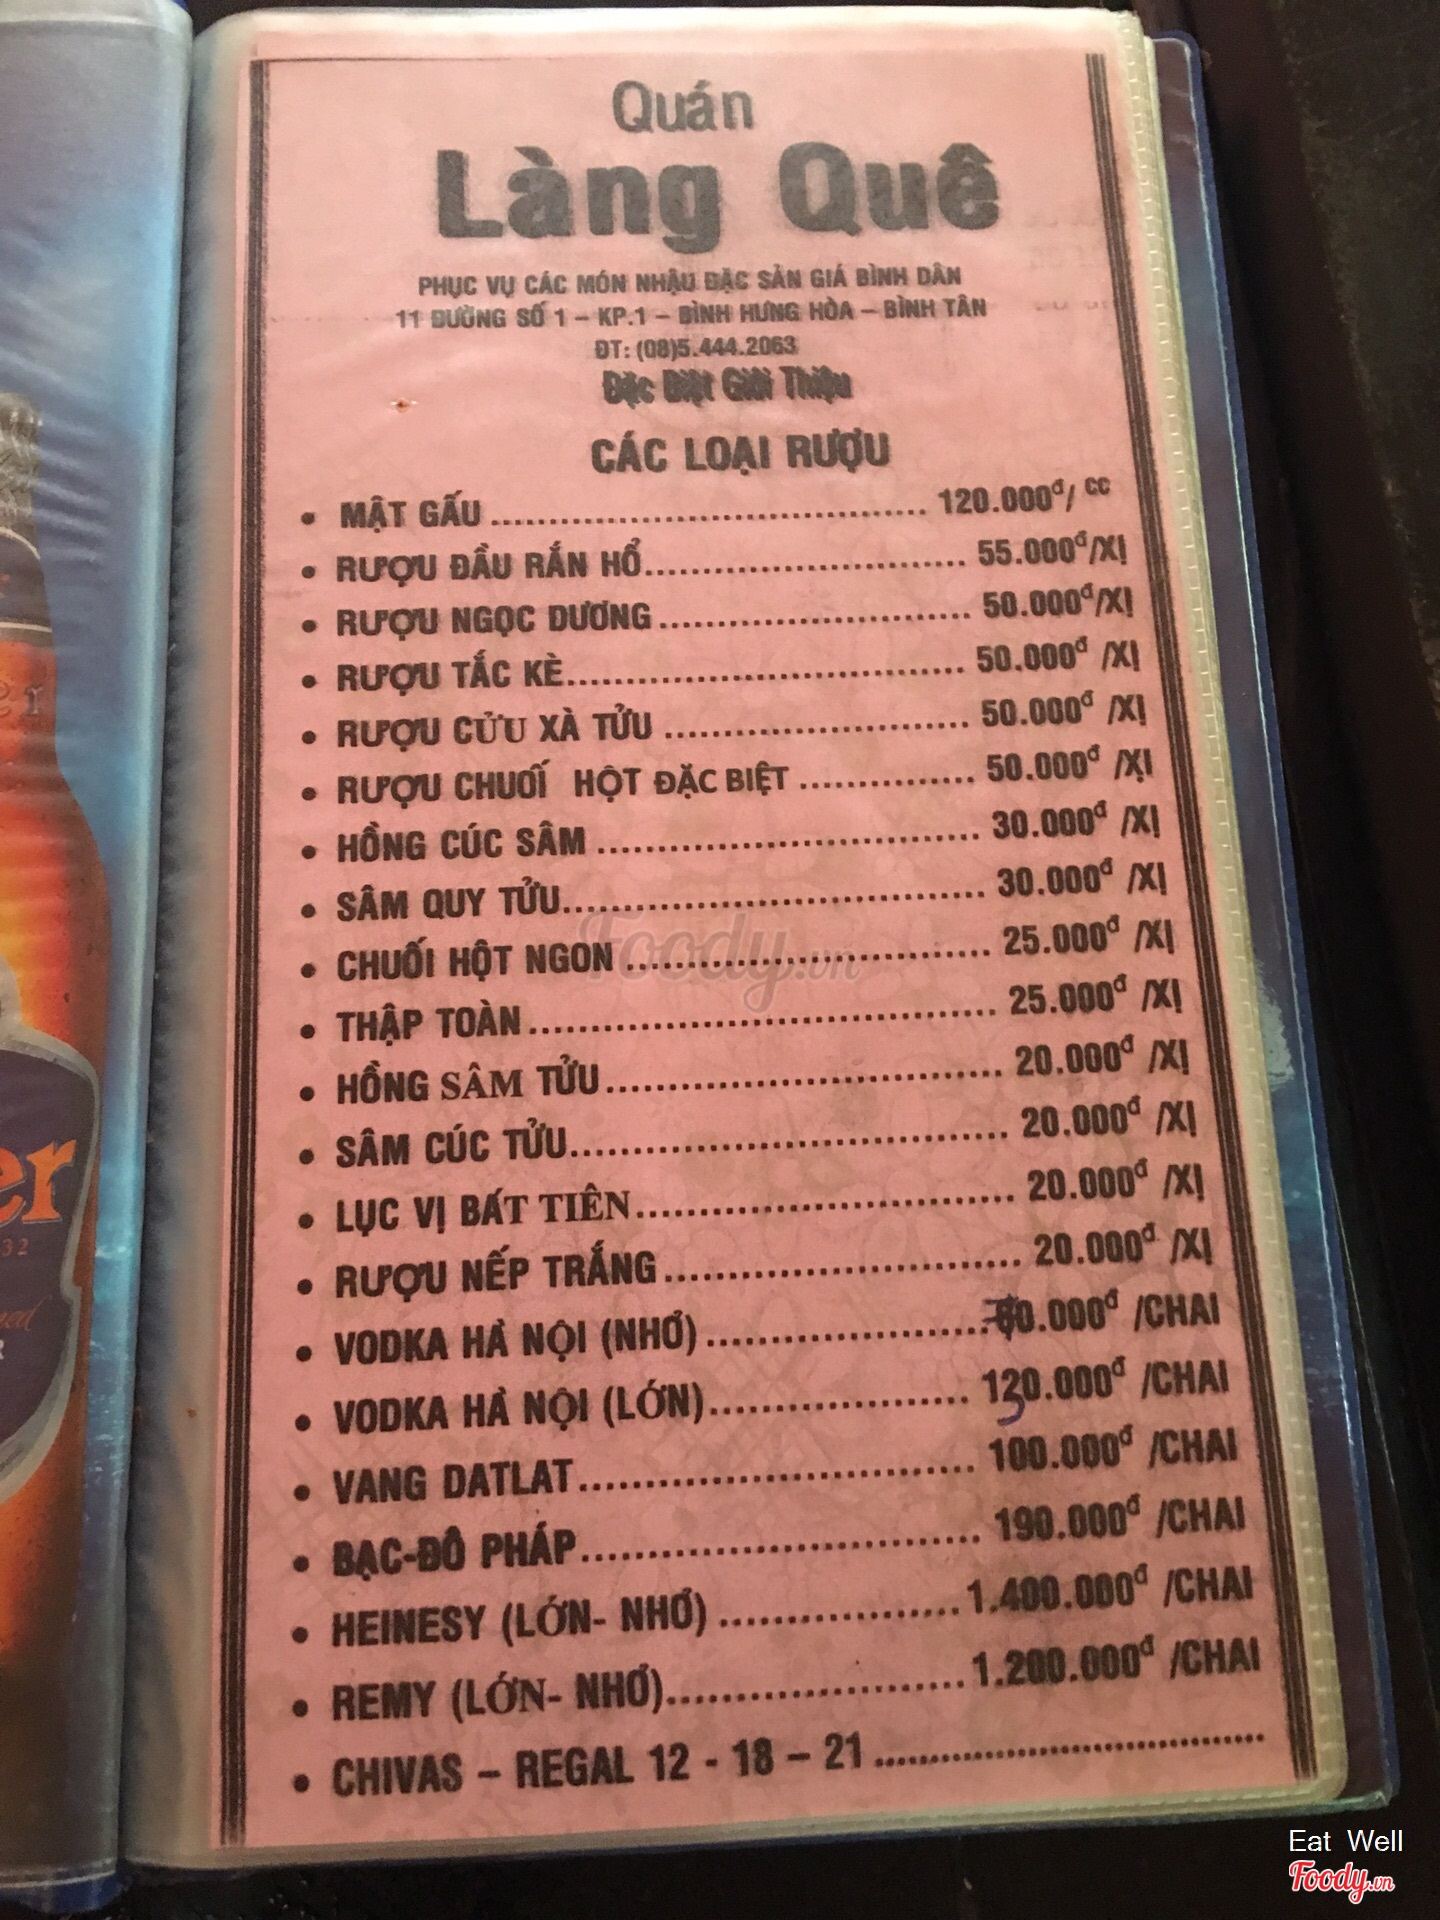 Quán
Làng Quê
PHỤC VỤ CÁC MÓN NHẬU ĐẶC SẢN GIÁ BÌNH DÂN
11 ĐƯỜNG SỐ 1 – KP.1 – BÌNH HƯNG HÒA – BÌNH TÂN
ĐT: (08)5.444.2063
Đặc Biệt Giới Thiệu
CÁC LOẠI RƯỢU
• MẬT GẤU ........................................ 120.000đ/ cc
• RƯỢU ĐẦU RẮN HỔ............................. 55.000đ/XỊ
• RƯỢU NGỌC DƯƠNG ............................ 50.000đ/XỊ
• RƯỢU TẮC KÈ.................................... 50.000đ /XỊ
• RƯỢU CỬU XÀ TỬU ........................... 50.000đ /XỊ
• RƯỢU CHUỐI HỘT ĐẶC BIỆT ............... 50.000đ /XỊ
• HỒNG CÚC SÂM ................................. 30.000đ /XỊ
• SÂM QUY TỬU..................................... 30.000đ /XỊ
• CHUỐI HỘT NGON ................................ 25.000đ /XỊ
• THẬP TOÀN ........................................ 25.000đ /XỊ
• HỒNG SÂM TỬU.................................. 20.000đ /XỊ
• SÂM CÚC TỬU..................................... 20.000đ /XỊ
• LỤC VỊ BÁT TIÊN................................ 20.000đ /XỊ
• RƯỢU NẾP TRẮNG .............................. 20.000đ /XỊ
• VODKA HÀ NỘI (NHỎ) ........................0.000đ /CHAI
• VODKA HÀ NỘI (LỚN)...................... 120.000đ /CHAI
3
• VANG DATLAT................................. 100.000đ /CHAI
• BẠC-ĐÔ PHÁP................................. 190.000đ /CHAI
• HEINESY (LỚN- NHỎ) ....................1.400.000đ /CHAI
• REMY (LỚN- NHỎ).........................1.200.000đ /CHAI
• CHIVAS – REGAL 12 - 18 – 21 .................................
Foody.vn
Eat Well
Foody.vn